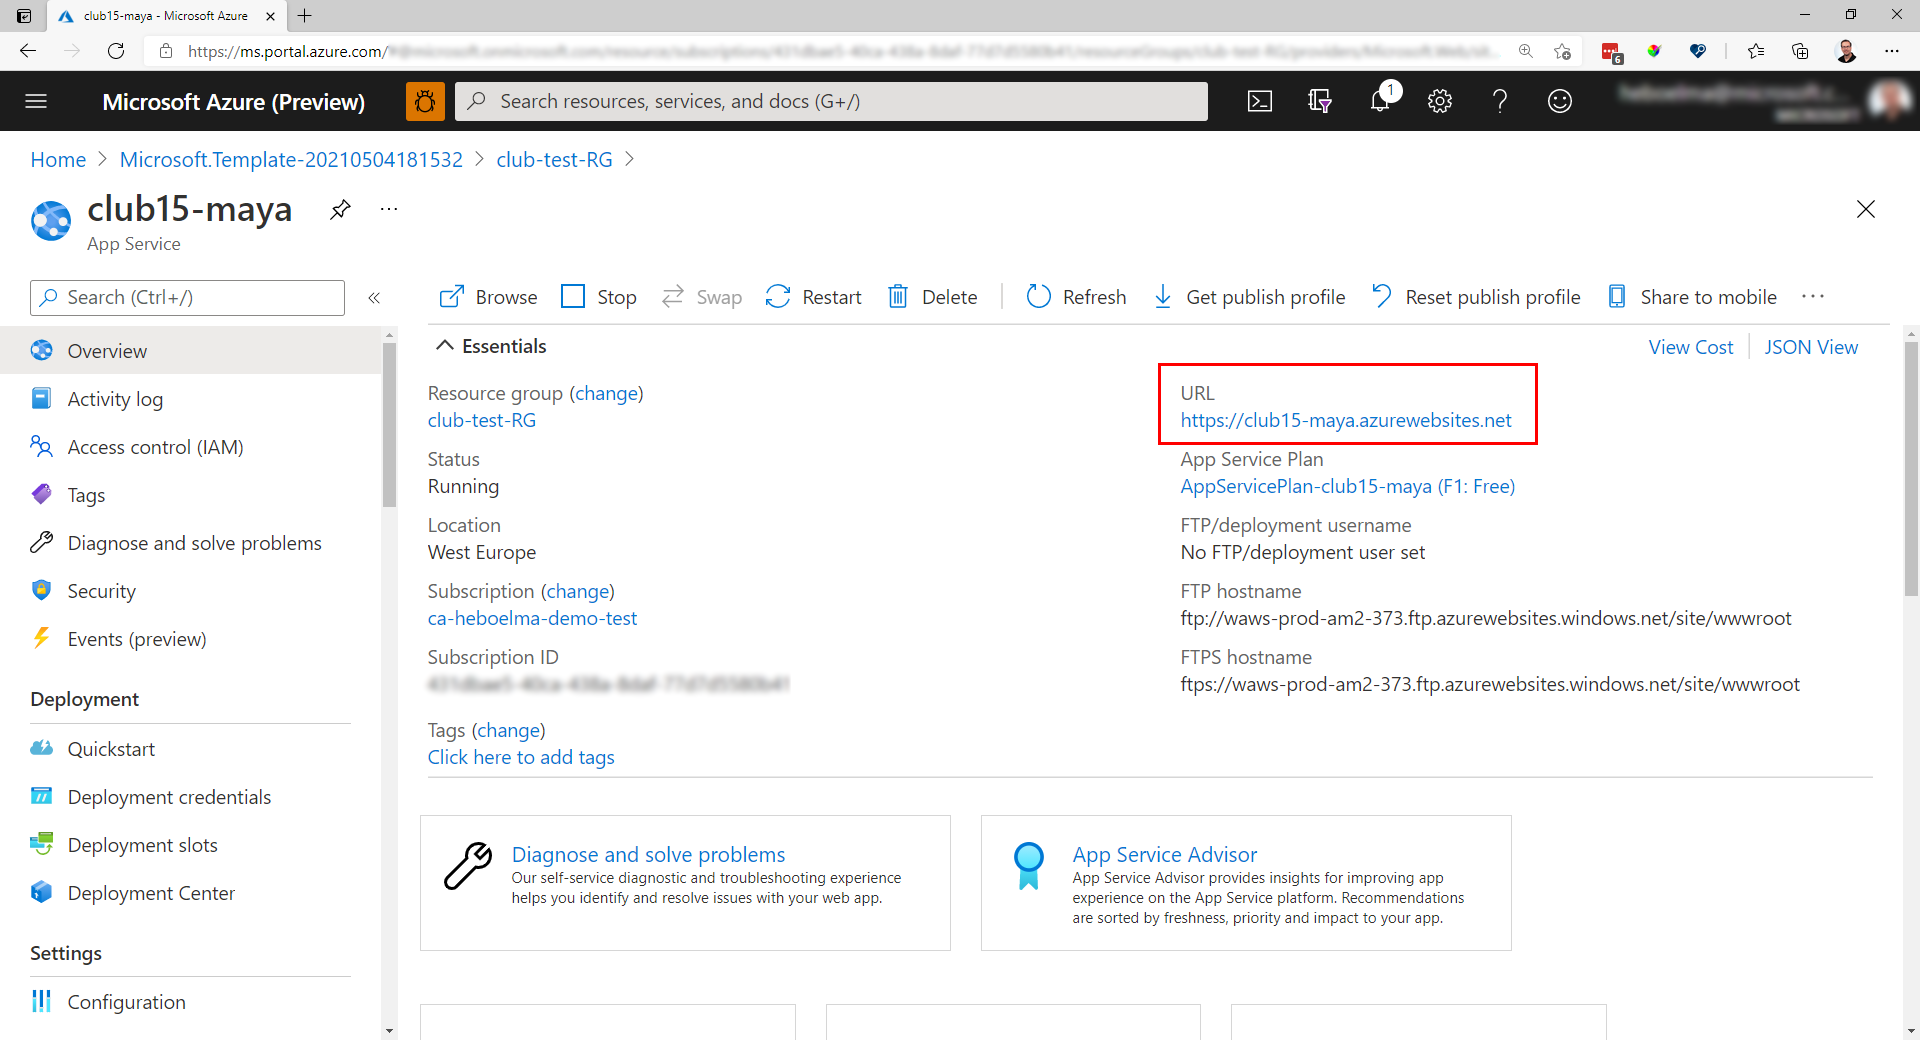 club15-maya - Microsoft Azure
https://ms.portal.azure.com/
6
Microsoft Azure (Preview)
Search resources, services, and docs (G+/)
1
Home > Microsoft.Template-20210504181532 > club-test-RG >
club15-maya
App Service
Search (Ctrl+/)
Browse
Stop
Swap
Restart
Delete
Refresh
Get publish profile
Reset publish profile
Share to mobile
Overview
Activity log
Access control (IAM)
Tags
Diagnose and solve problems
Security
Events (preview)
Deployment
Quickstart
Deployment credentials
Deployment slots
Deployment Center
Settings
Configuration
Essentials
View Cost
JSON View
Resource group (change)
club-test-RG
Status
Running
Location
West Europe
Subscription (change)
ca-heboelma-demo-test
Subscription ID
Tags (change)
Click here to add tags
URL
https://club15-maya.azurewebsites.net
App Service Plan
AppServicePlan-club15-maya (F1: Free)
FTP/deployment username
No FTP/deployment user set
FTP hostname
ftp://waws-prod-am2-373.ftp.azurewebsites.windows.net/site/wwwroot
FTPS hostname
ftps://waws-prod-am2-373.ftp.azurewebsites.windows.net/site/wwwroot
Diagnose and solve problems
Our self-service diagnostic and troubleshooting experience
helps you identify and resolve issues with your web app.
App Service Advisor
App Service Advisor provides insights for improving app
experience on the App Service platform. Recommendations
are sorted by freshness, priority and impact to your app.